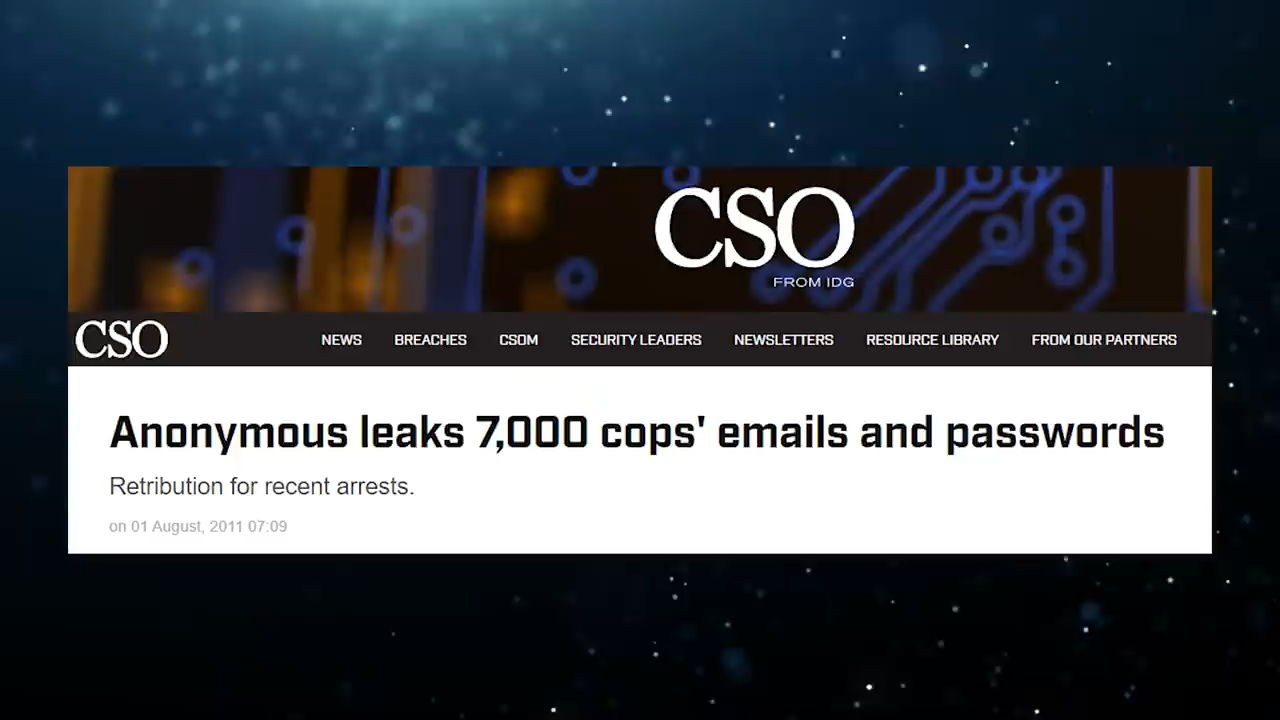 CSO
FROM IDG
CSO NEWS BREACHES CSOM SECURITY LEADERS NEWSLETTERS RESOURCE LIBRARY FROM OUR PARTNERS
Anonymous leaks 7,000 cops' emails and passwords
Retribution for recent arrests.
on 01 August, 2011 07:09